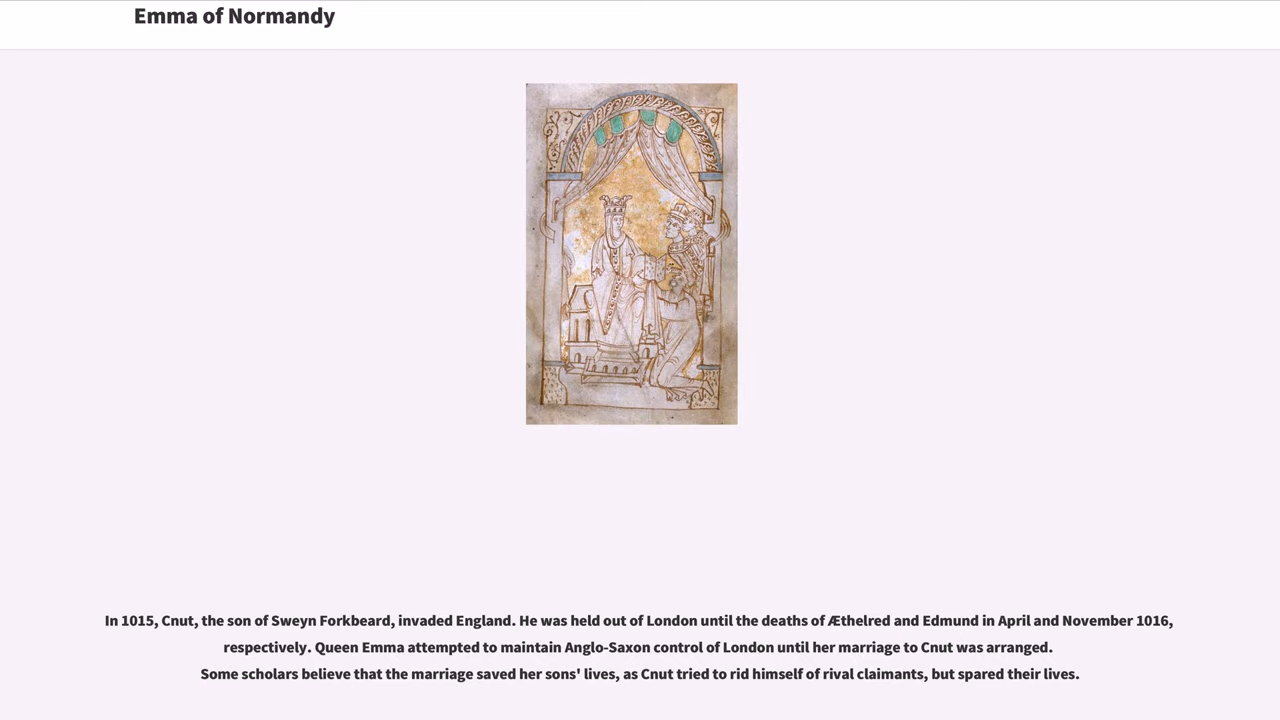 Emma of Normandy
In 1015, Cnut, the son of Sweyn Forkbeard, invaded England. He was held out of London until the deaths of Æthelred and Edmund in April and November 1016,
respectively. Queen Emma attempted to maintain Anglo-Saxon control of London until her marriage to Cnut was arranged.
Some scholars believe that the marriage saved her sons' lives, as Cnut tried to rid himself of rival claimants, but spared their lives.